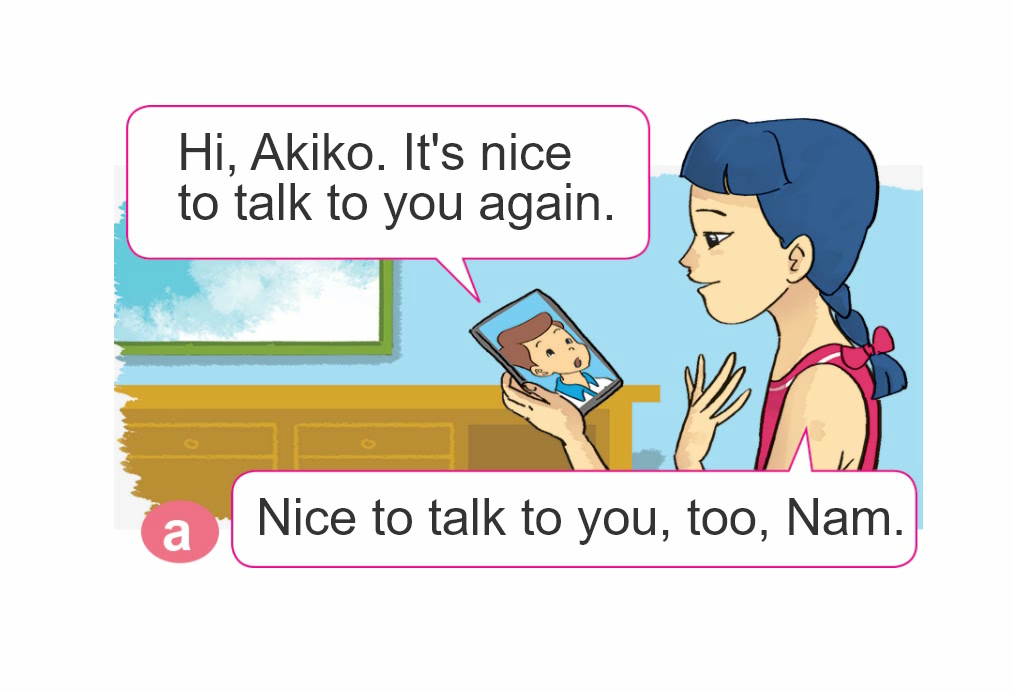 Hi, Akiko. It's nice
to talk to you again.
a
Nice to talk to you, too, Nam.